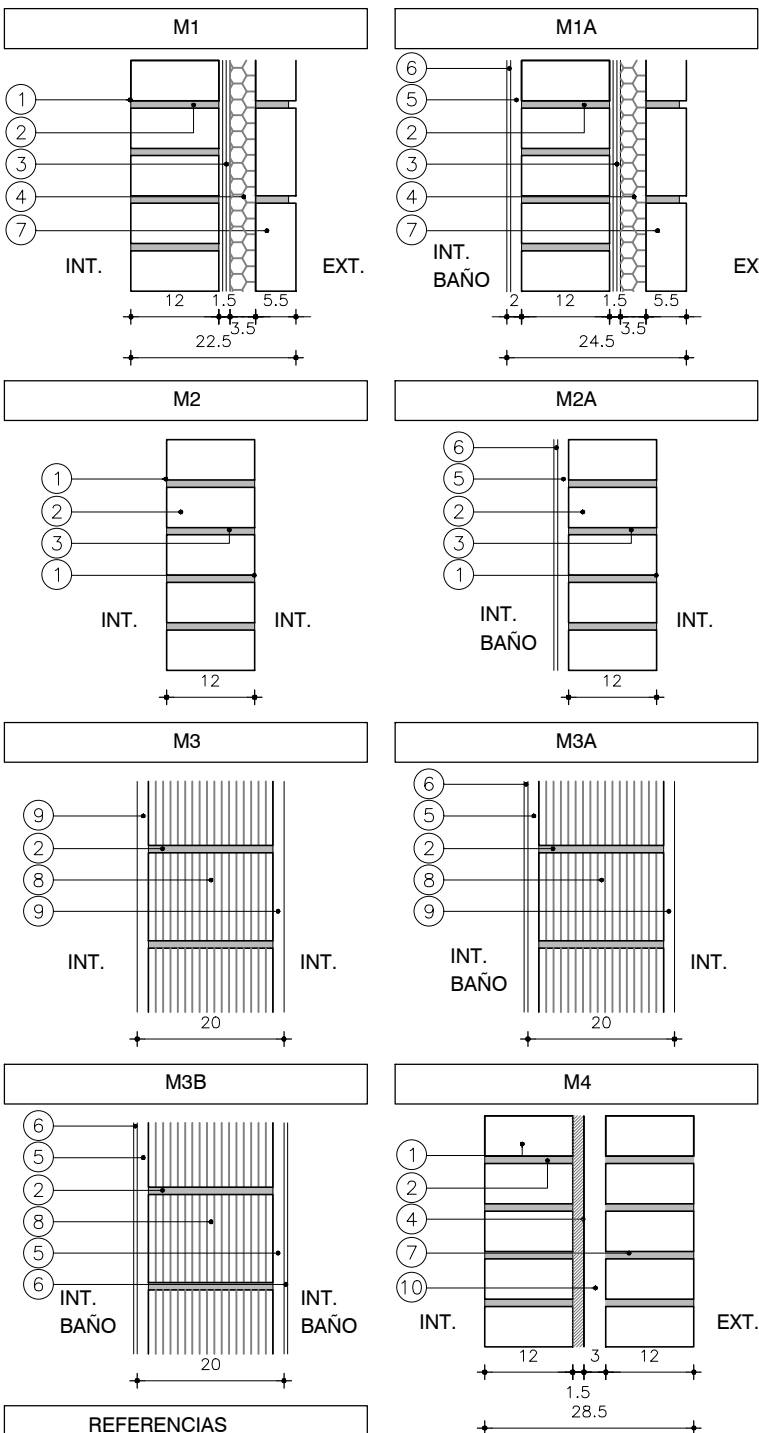 M1
1
2
3
4
7
INT.
EXT.
12 1.5 5.5
3.5
22.5
M1A
6
5
2
3
4
7
INT.
BAÑO
EX
2 12 1.5 5.5
3.5
24.5
M2
1
2
3
1
INT.
INT.
12
M2A
6
5
2
3
1
INT.
BAÑO
INT.
12
M3
9
2
8
9
INT.
INT.
20
M3A
6
5
2
8
9
INT.
BAÑO
INT.
20
M3B
6
5
2
8
5
6
INT.
BAÑO
INT.
BAÑO
20
M4
1
2
4
7
10
INT.
EXT.
12 3 12
1.5
28.5
REFERENCIAS